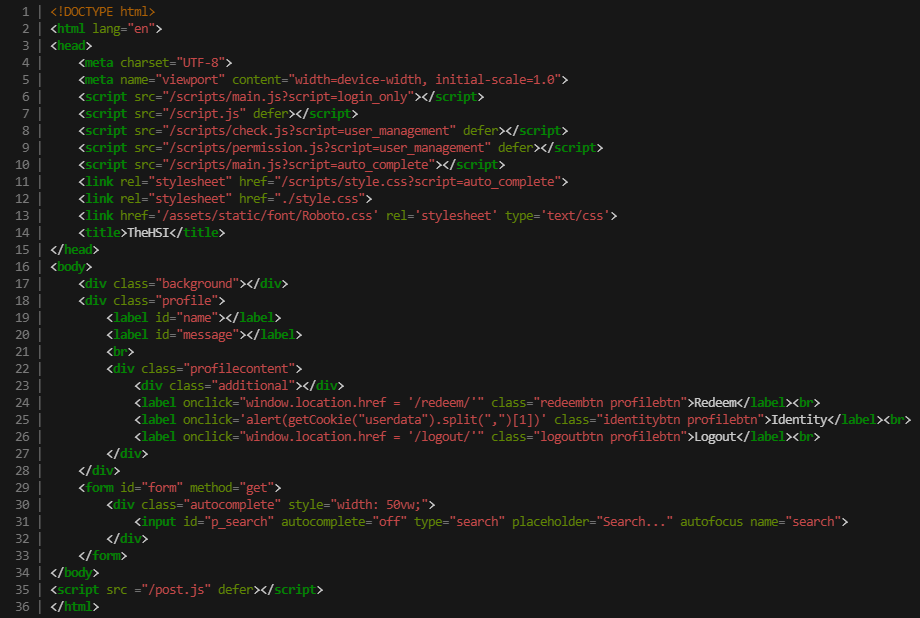 1 | <!DOCTYPE html>
2 | <html lang="en">
3 | <head>
4 |     <meta charset="UTF-8">
5 |     <meta name="viewport" content="width=device-width, initial-scale=1.0">
6 |     <script src="/scripts/main.js?script=login_only"></script>
7 |     <script src="/script.js" defer></script>
8 |     <script src="/scripts/check.js?script=user_management" defer></script>
9 |     <script src="/scripts/permission.js?script=user_management" defer></script>
10 |     <script src="/scripts/main.js?script=auto_complete"></script>
11 |     <link rel="stylesheet" href="/scripts/style.css?script=auto_complete">
12 |     <link rel="stylesheet" href="./style.css">
13 |     <link href='/assets/static/font/Roboto.css' rel='stylesheet' type='text/css'>
14 |     <title>TheHSI</title>
15 | </head>
16 | <body>
17 |     <div class="background"></div>
18 |     <div class="profile">
19 |         <label id="name"></label>
20 |         <label id="message"></label>
21 |         <br>
22 |         <div class="profilecontent">
23 |             <div class="additional"></div>
24 |             <label onclick="window.location.href = '/redeem/'" class="redeembtn profilebtn">Redeem</label><br>
25 |             <label onclick='alert(getCookie("userdata").split(",")[1])' class="identitybtn profilebtn">Identity</label><br>
26 |             <label onclick="window.location.href = '/logout/'" class="logoutbtn profilebtn">Logout</label><br>
27 |         </div>
28 |     </div>
29 |     <form id="form" method="get">
30 |         <div class="autocomplete" style="width: 50vw;">
31 |             <input id="p_search" autocomplete="off" type="search" placeholder="Search..." autofocus name="search">
32 |         </div>
33 |     </form>
34 | </body>
35 | <script src ="/post.js" defer></script>
36 | </html>